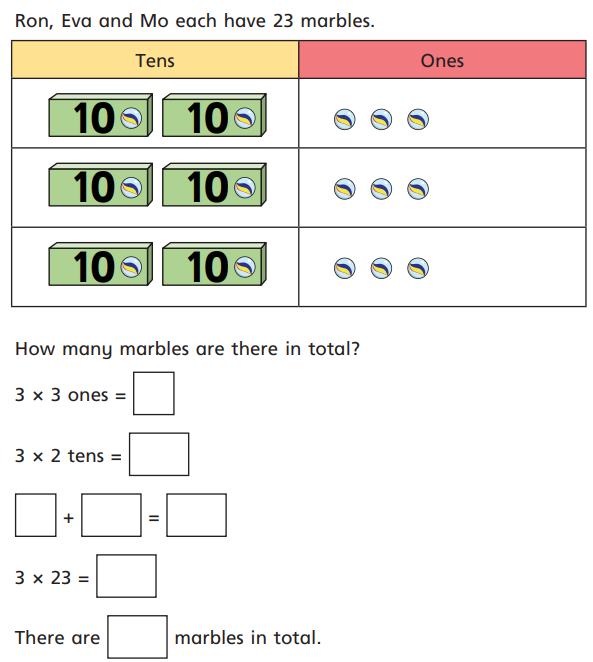 Ron, Eva and Mo each have 23 marbles.
Tens Ones
10 10
10 10
10 10
How many marbles are there in total?
3 × 3 ones =
3 × 2 tens =
+ =
3 × 23 =
There are marbles in total.